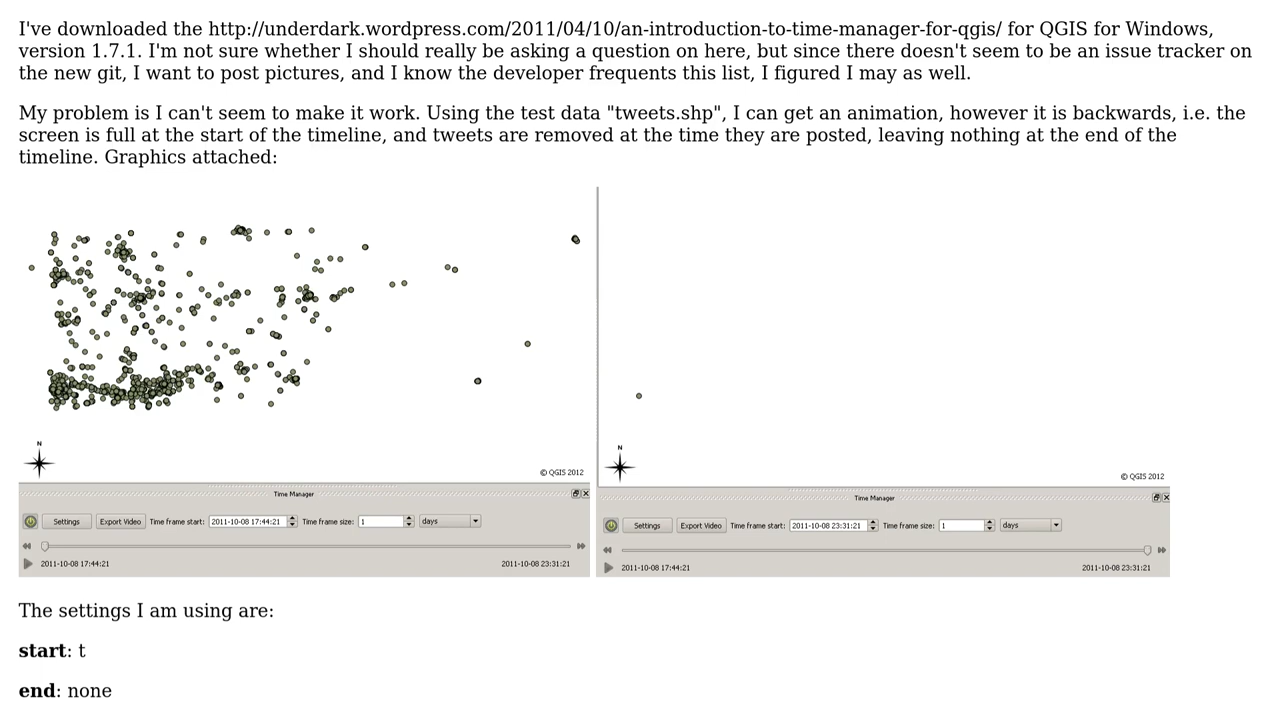 I've downloaded the http://underdark.wordpress.com/2011/04/10/an-introduction-to-time-manager-for-qgis/ for QGIS for Windows,
version 1.7.1. I'm not sure whether I should really be asking a question on here, but since there doesn't seem to be an issue tracker on
the new git, I want to post pictures, and I know the developer frequents this list, I figured I may as well.
My problem is I can't seem to make it work. Using the test data "tweets.shp", I can get an animation, however it is backwards, i.e. the
screen is full at the start of the timeline, and tweets are removed at the time they are posted, leaving nothing at the end of the
timeline. Graphics attached:
N
© QGIS 2012
Time Manager
Settings Export Video Time frame start: 2011-10-08 17:44:21 Time frame size: 1 days
2011-10-08 17:44:21 2011-10-08 23:31:21
N
© QGIS 2012
Time Manager
Settings Export Video Time frame start: 2011-10-08 23:31:21 Time frame size: 1 days
2011-10-08 17:44:21 2011-10-08 23:31:21
The settings I am using are:
start: t
end: none